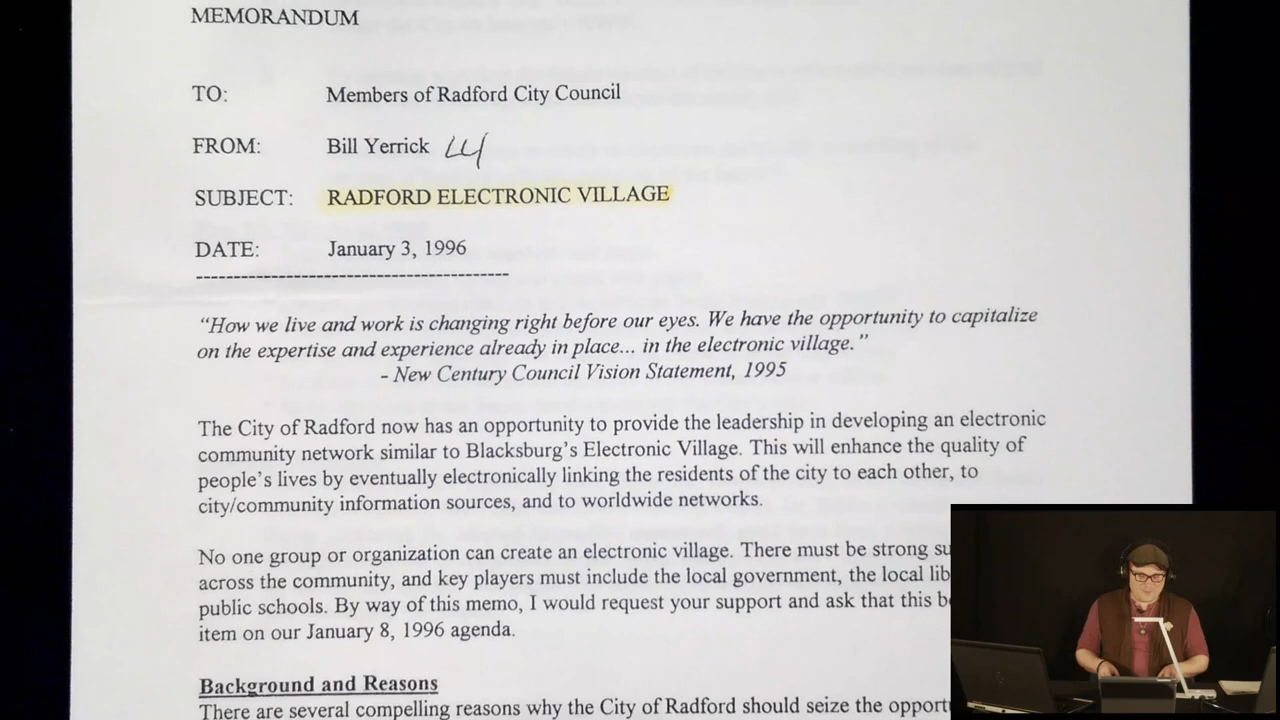 MEMORANDUM
TO: Members of Radford City Council
FROM: Bill Yerrick
SUBJECT: RADFORD ELECTRONIC VILLAGE
DATE: January 3, 1996
-----------------------------------------
“How we live and work is changing right before our eyes. We have the opportunity to capitalize
on the expertise and experience already in place... in the electronic village.”
- New Century Council Vision Statement, 1995
The City of Radford now has an opportunity to provide the leadership in developing an electronic
community network similar to Blacksburg’s Electronic Village. This will enhance the quality of
people’s lives by eventually electronically linking the residents of the city to each other, to
city/community information sources, and to worldwide networks.
No one group or organization can create an electronic village. There must be strong su
across the community, and key players must include the local government, the local lib
public schools. By way of this memo, I would request your support and ask that this b
item on our January 8, 1996 agenda.
Background and Reasons
There are several compelling reasons why the City of Radford should seize the opport